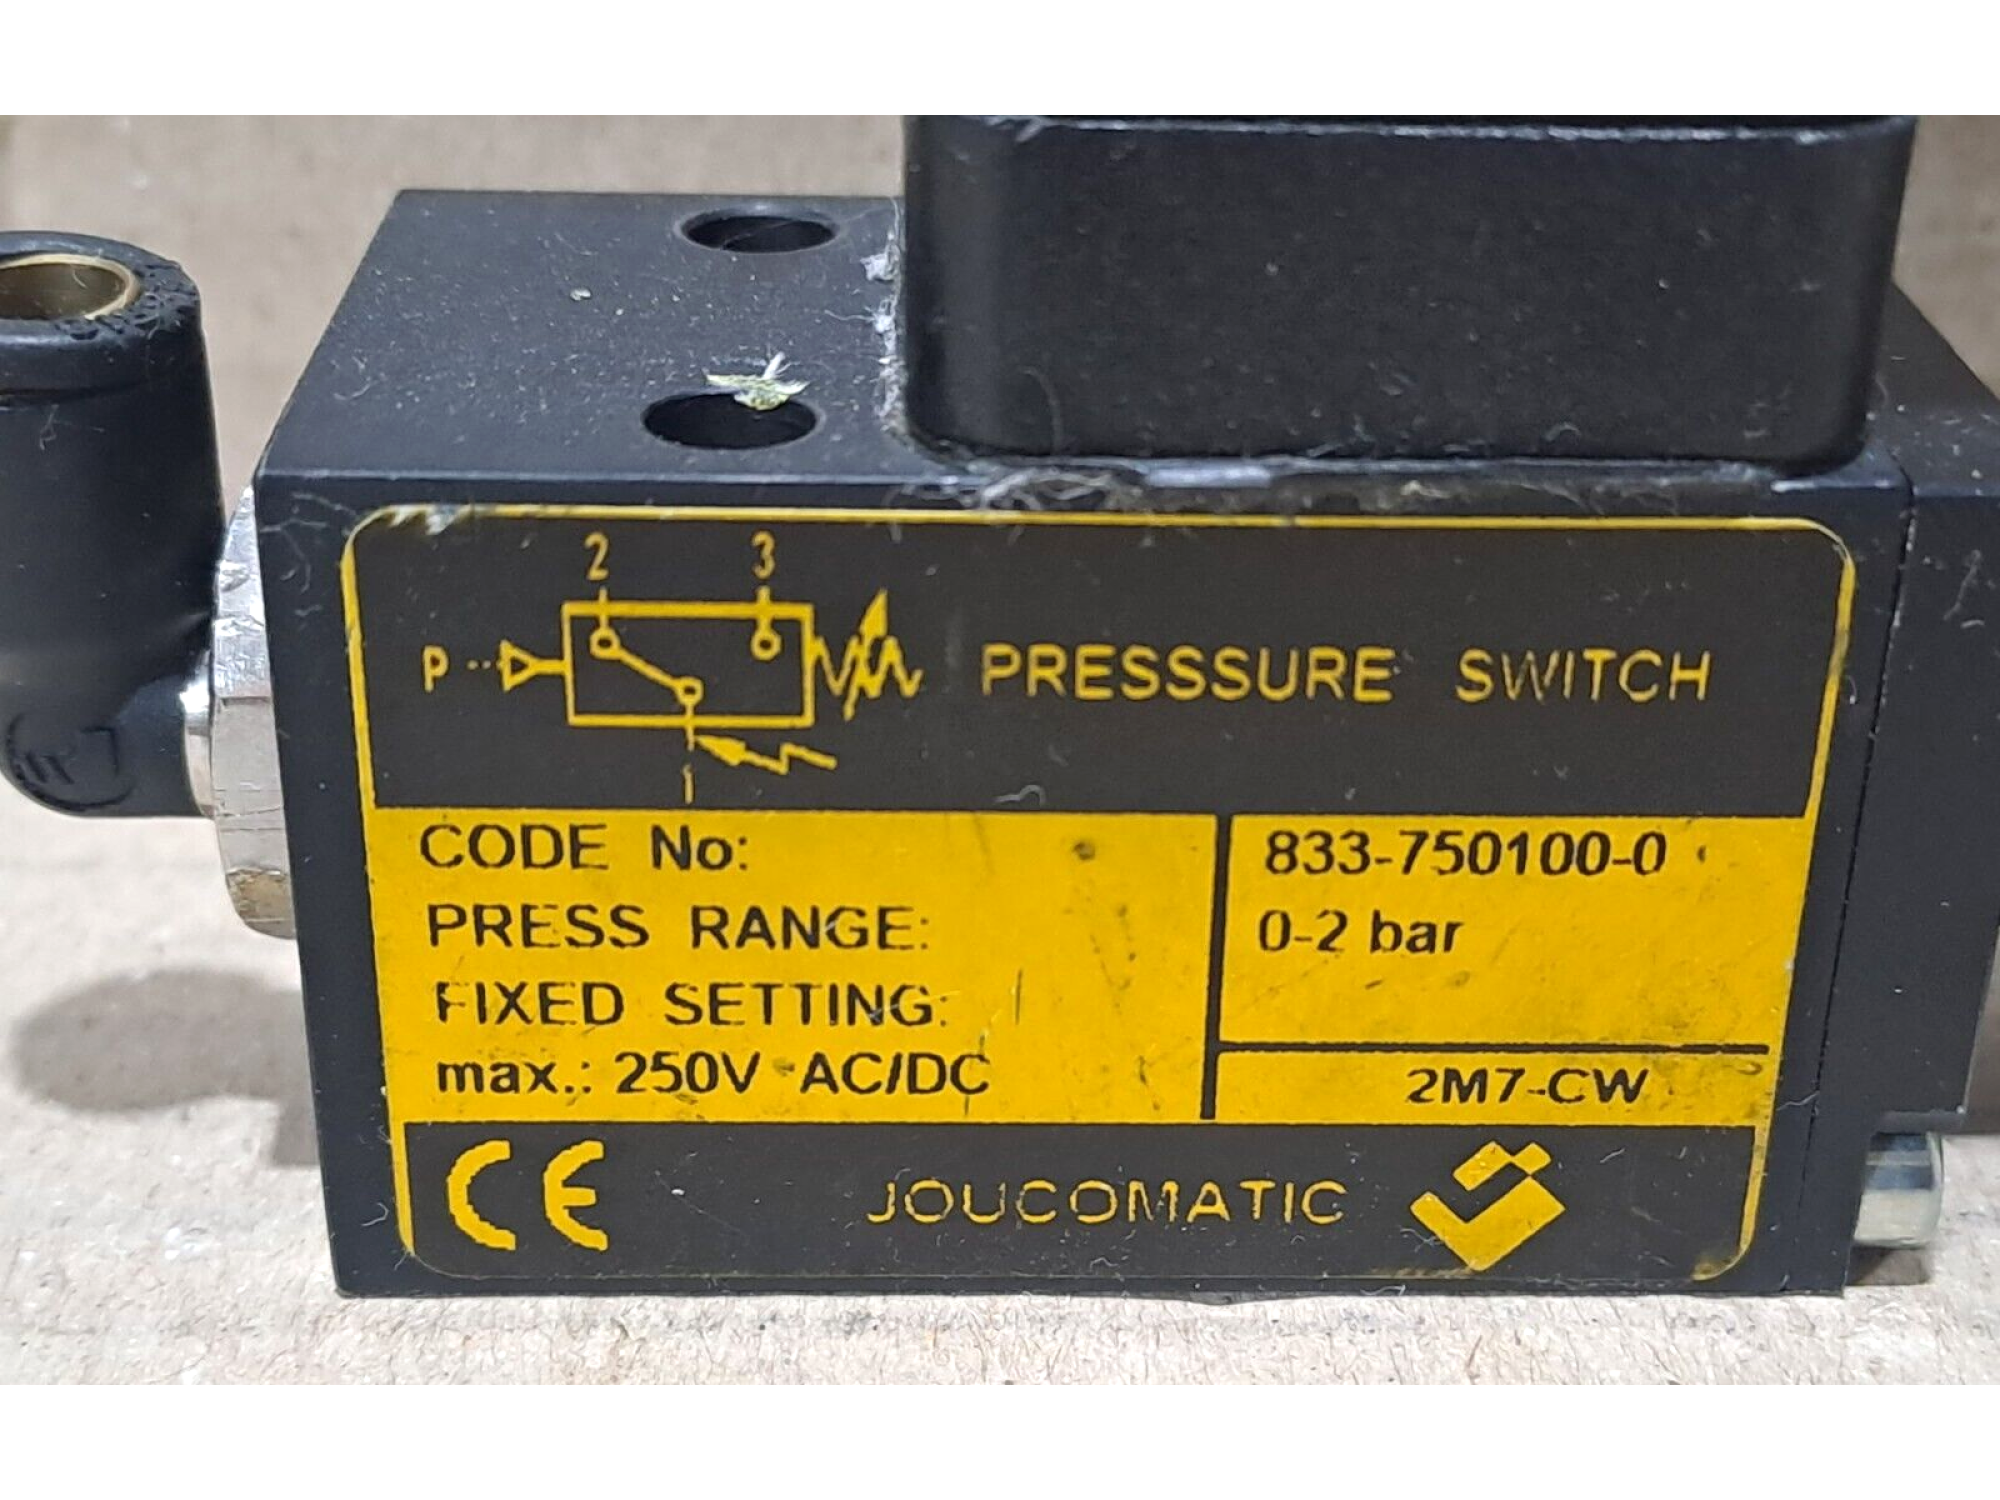 2 3
P
PRESSSURE SWITCH
1
CODE No: 833-750100-0
PRESS RANGE: 0-2 bar
FIXED SETTING:
max.: 250V AC/DC 2M7-CW
CE JOUCOMATIC